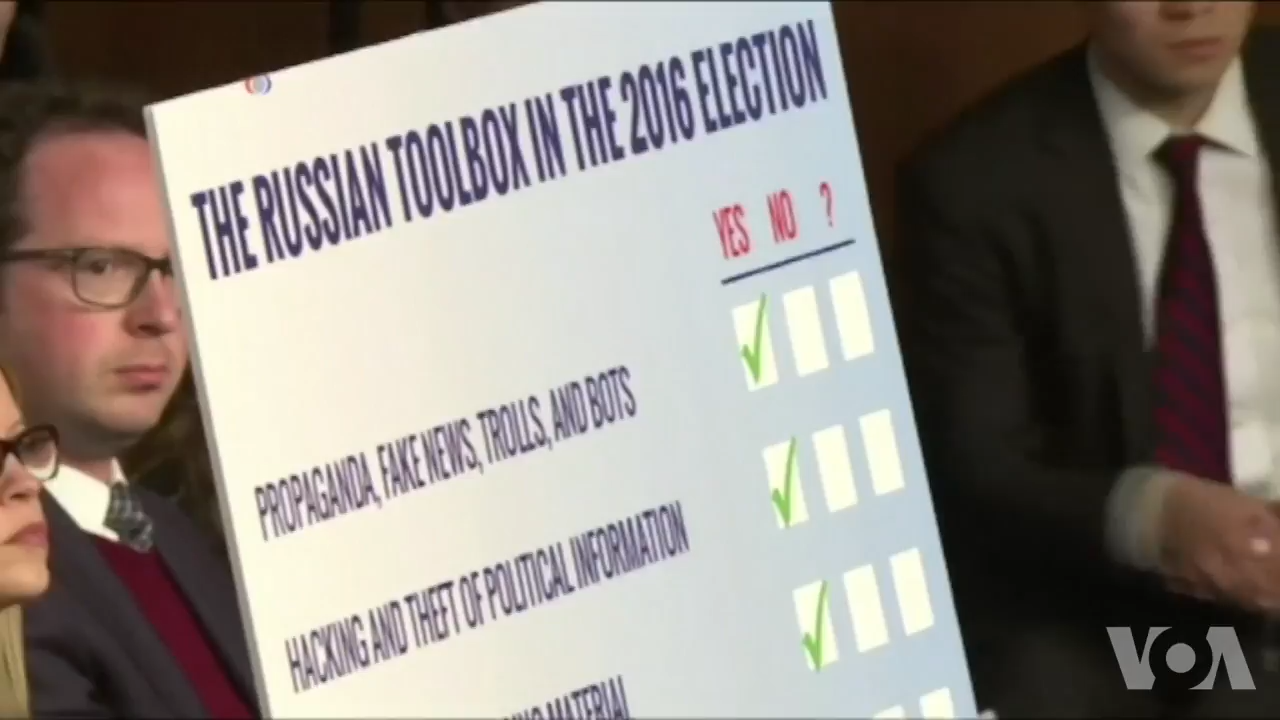 THE RUSSIAN TOOLBOX IN THE 2016 ELECTION
YES NO ?
PROPAGANDA, FAKE NEWS, TROLLS, AND BOTS
HACKING AND THEFT OF POLITICAL INFORMATION
MATERIAL
VOA